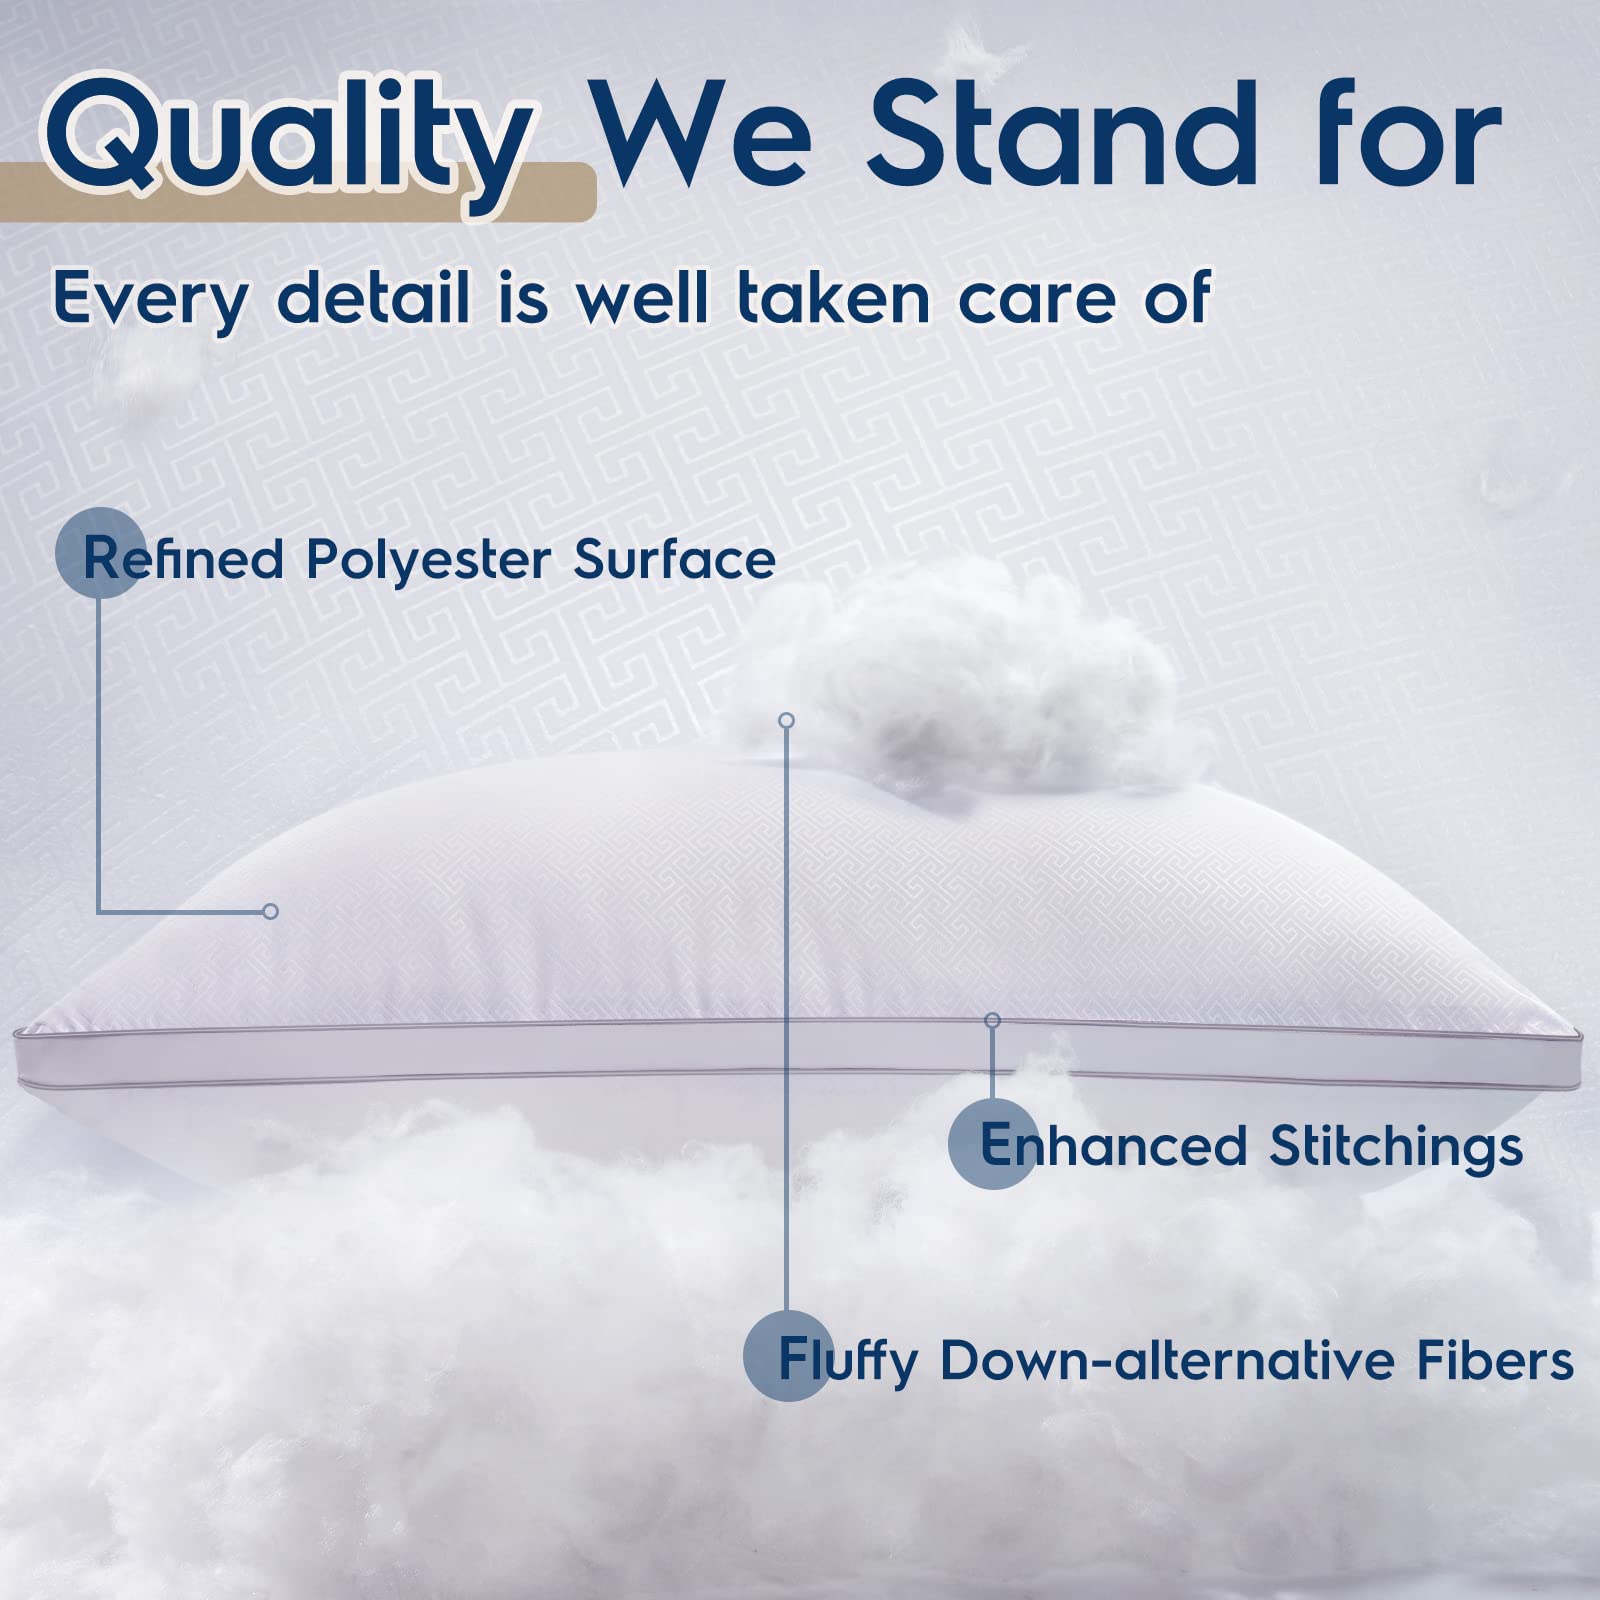 Quality We Stand for
Every detail is well taken care of
Refined Polyester Surface
Enhanced Stitchings
Fluffy Down-alternative Fibers